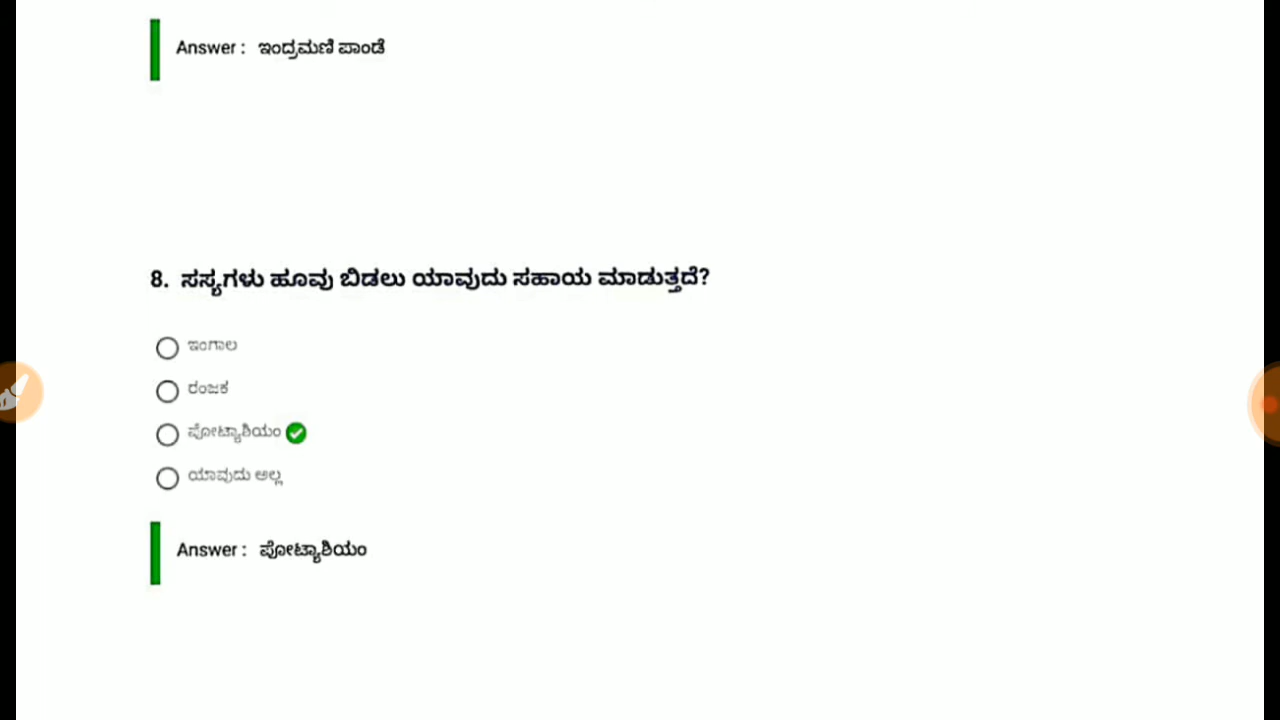 Answer : ಇಂದ್ರಮಣಿ ಪಾಂಡೆ
8. ಸಸ್ಯಗಳು ಹೂವು ಬಿಡಲು ಯಾವುದು ಸಹಾಯ ಮಾಡುತ್ತದೆ?
ಇಂಗಾಲ
ರಂಜಕ
ಪೋಟ್ಯಾಶಿಯಂ
ಯಾವುದು ಅಲ್ಲ
Answer : ಪೋಟ್ಯಾಶಿಯಂ